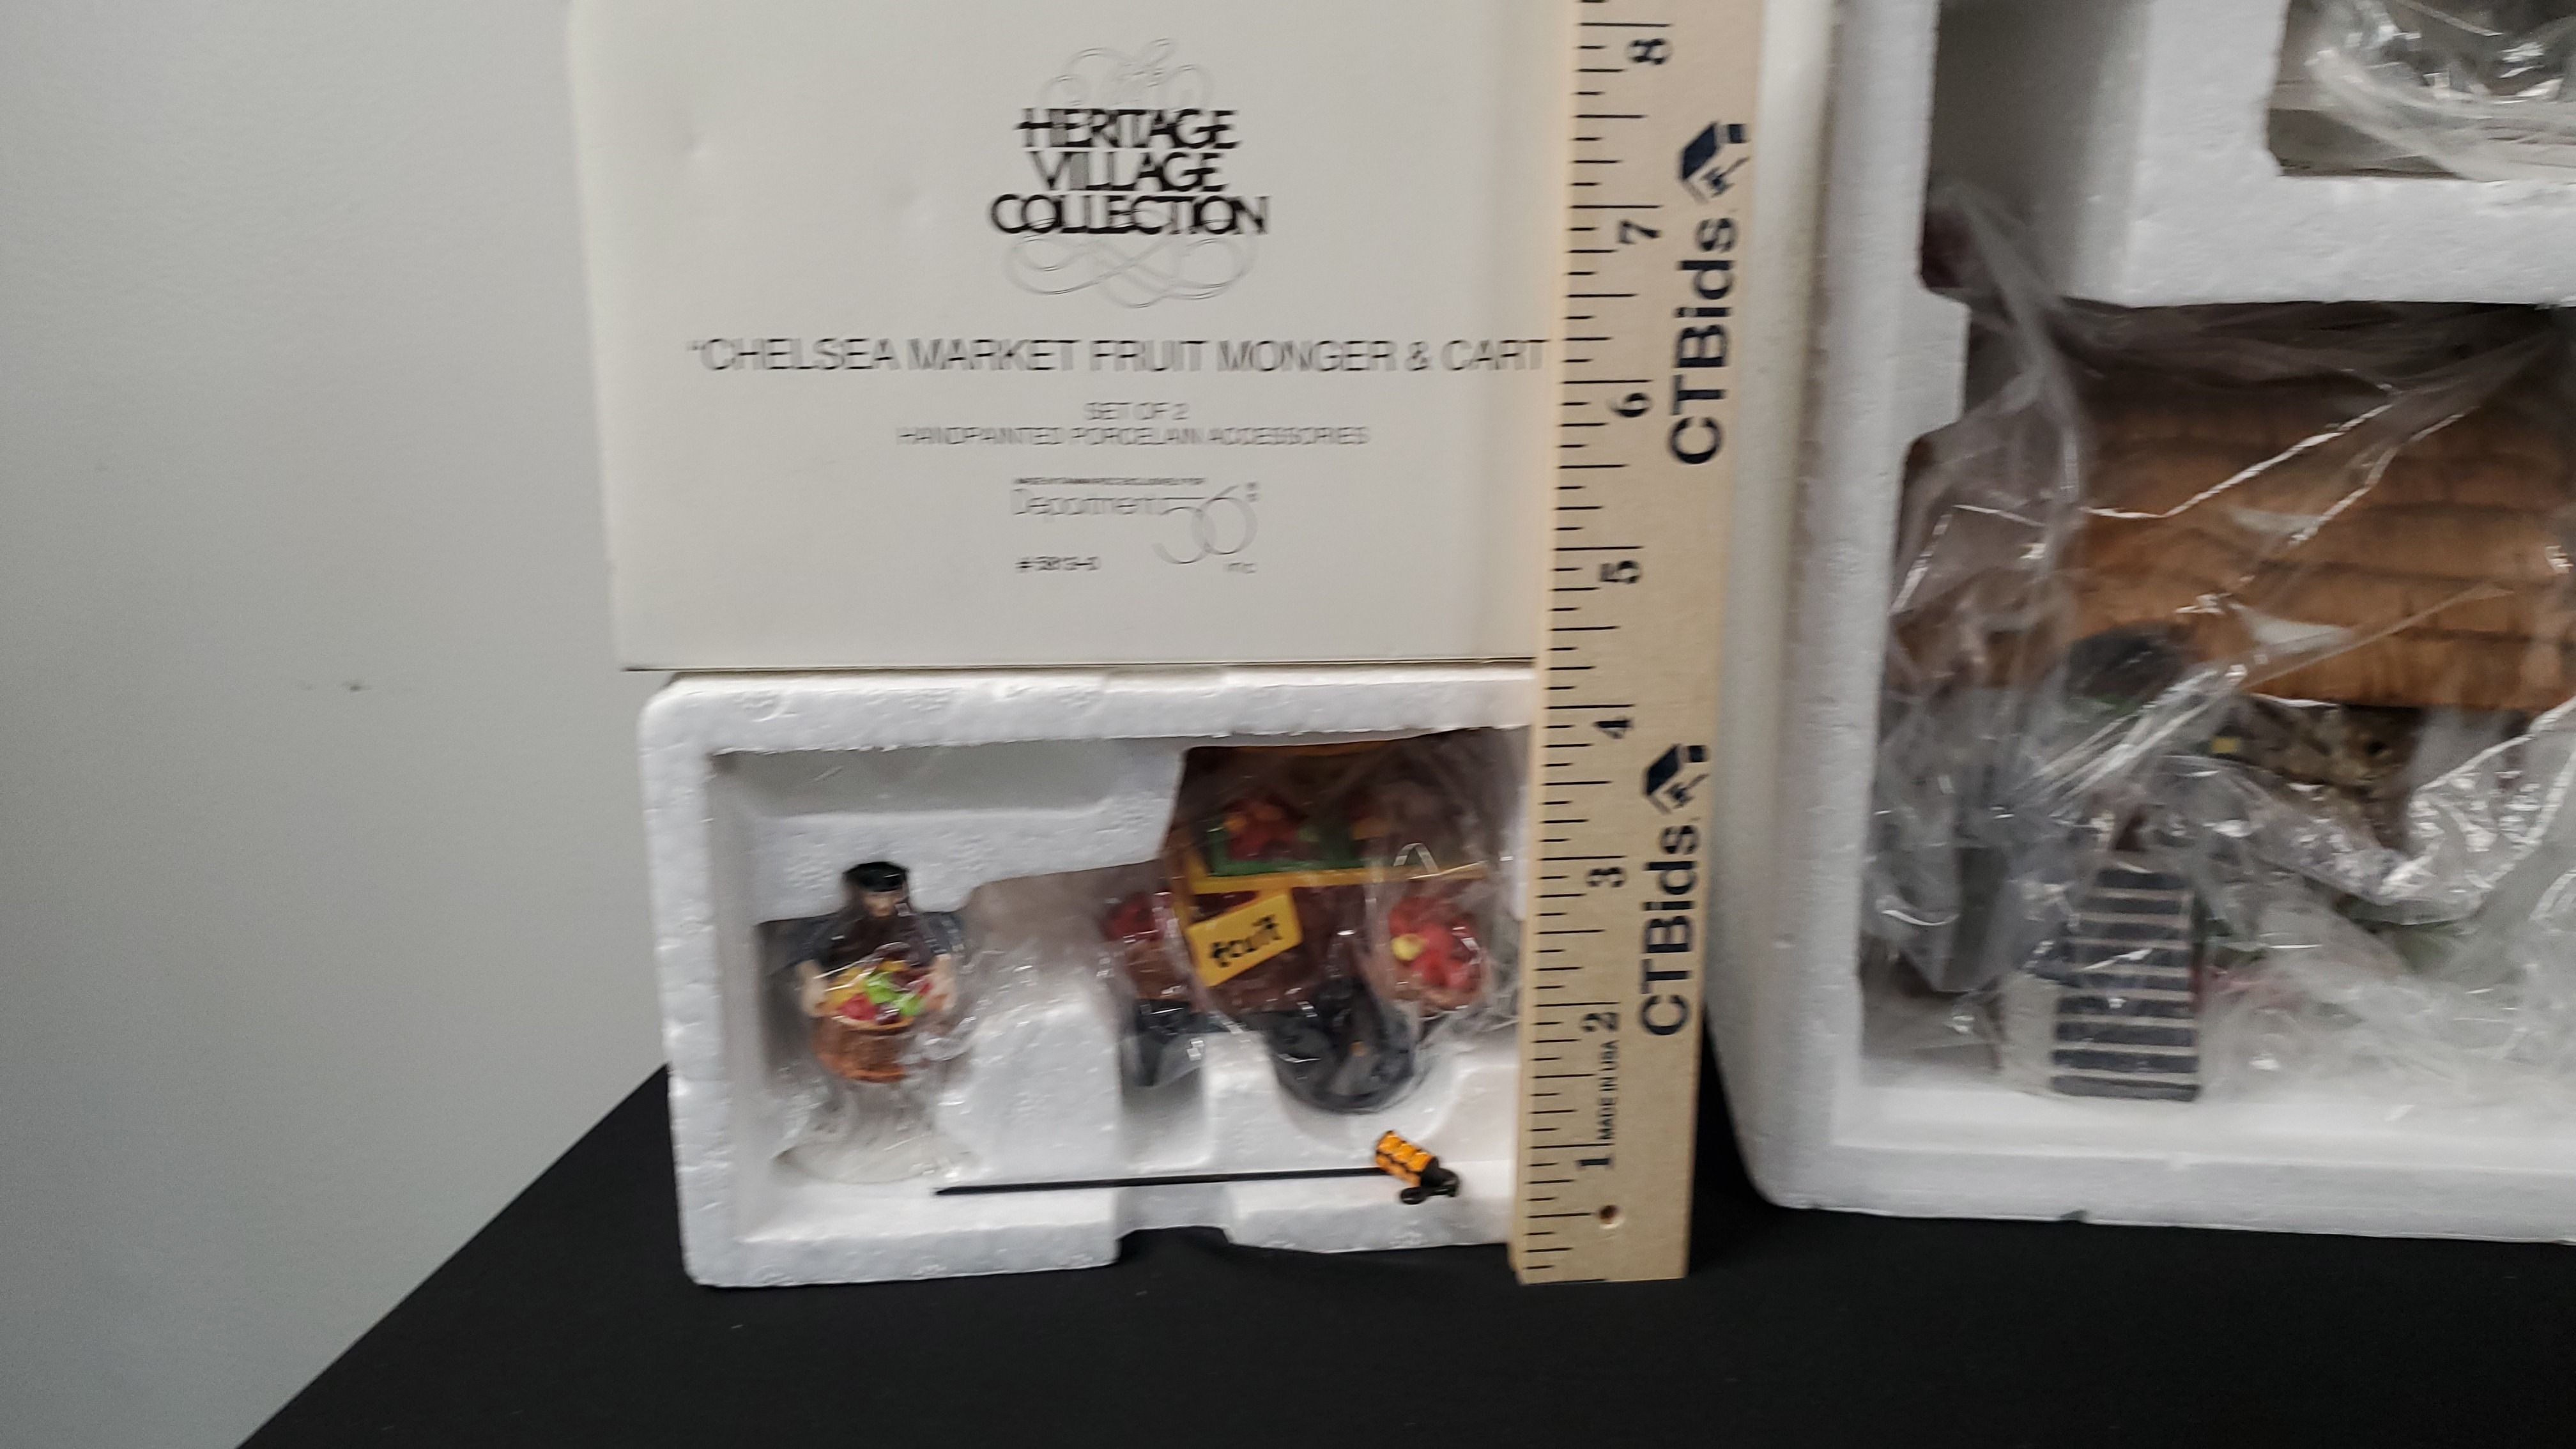 HERITAGE
VILLAGE
COLLECTION
"CHELSEA MARKET FRUIT MONGER & CART
SET OF 2
HANDPAINTED PORCELAIN ACCESSORIES
Department 56
INC.
fruit
8
7
6
5
4
3
2
1
MADE IN USA
CTBids
CTBids